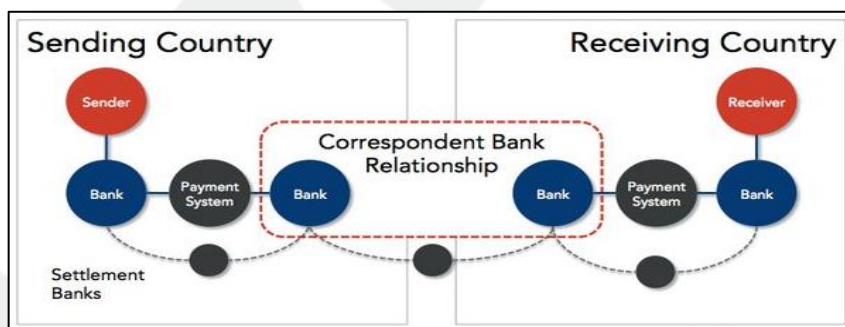 Sending Country
Receiving Country
Sender
Receiver
Correspondent Bank
Relationship
Bank
Payment
System
Bank
Bank
Payment
System
Bank
Settlement
Banks